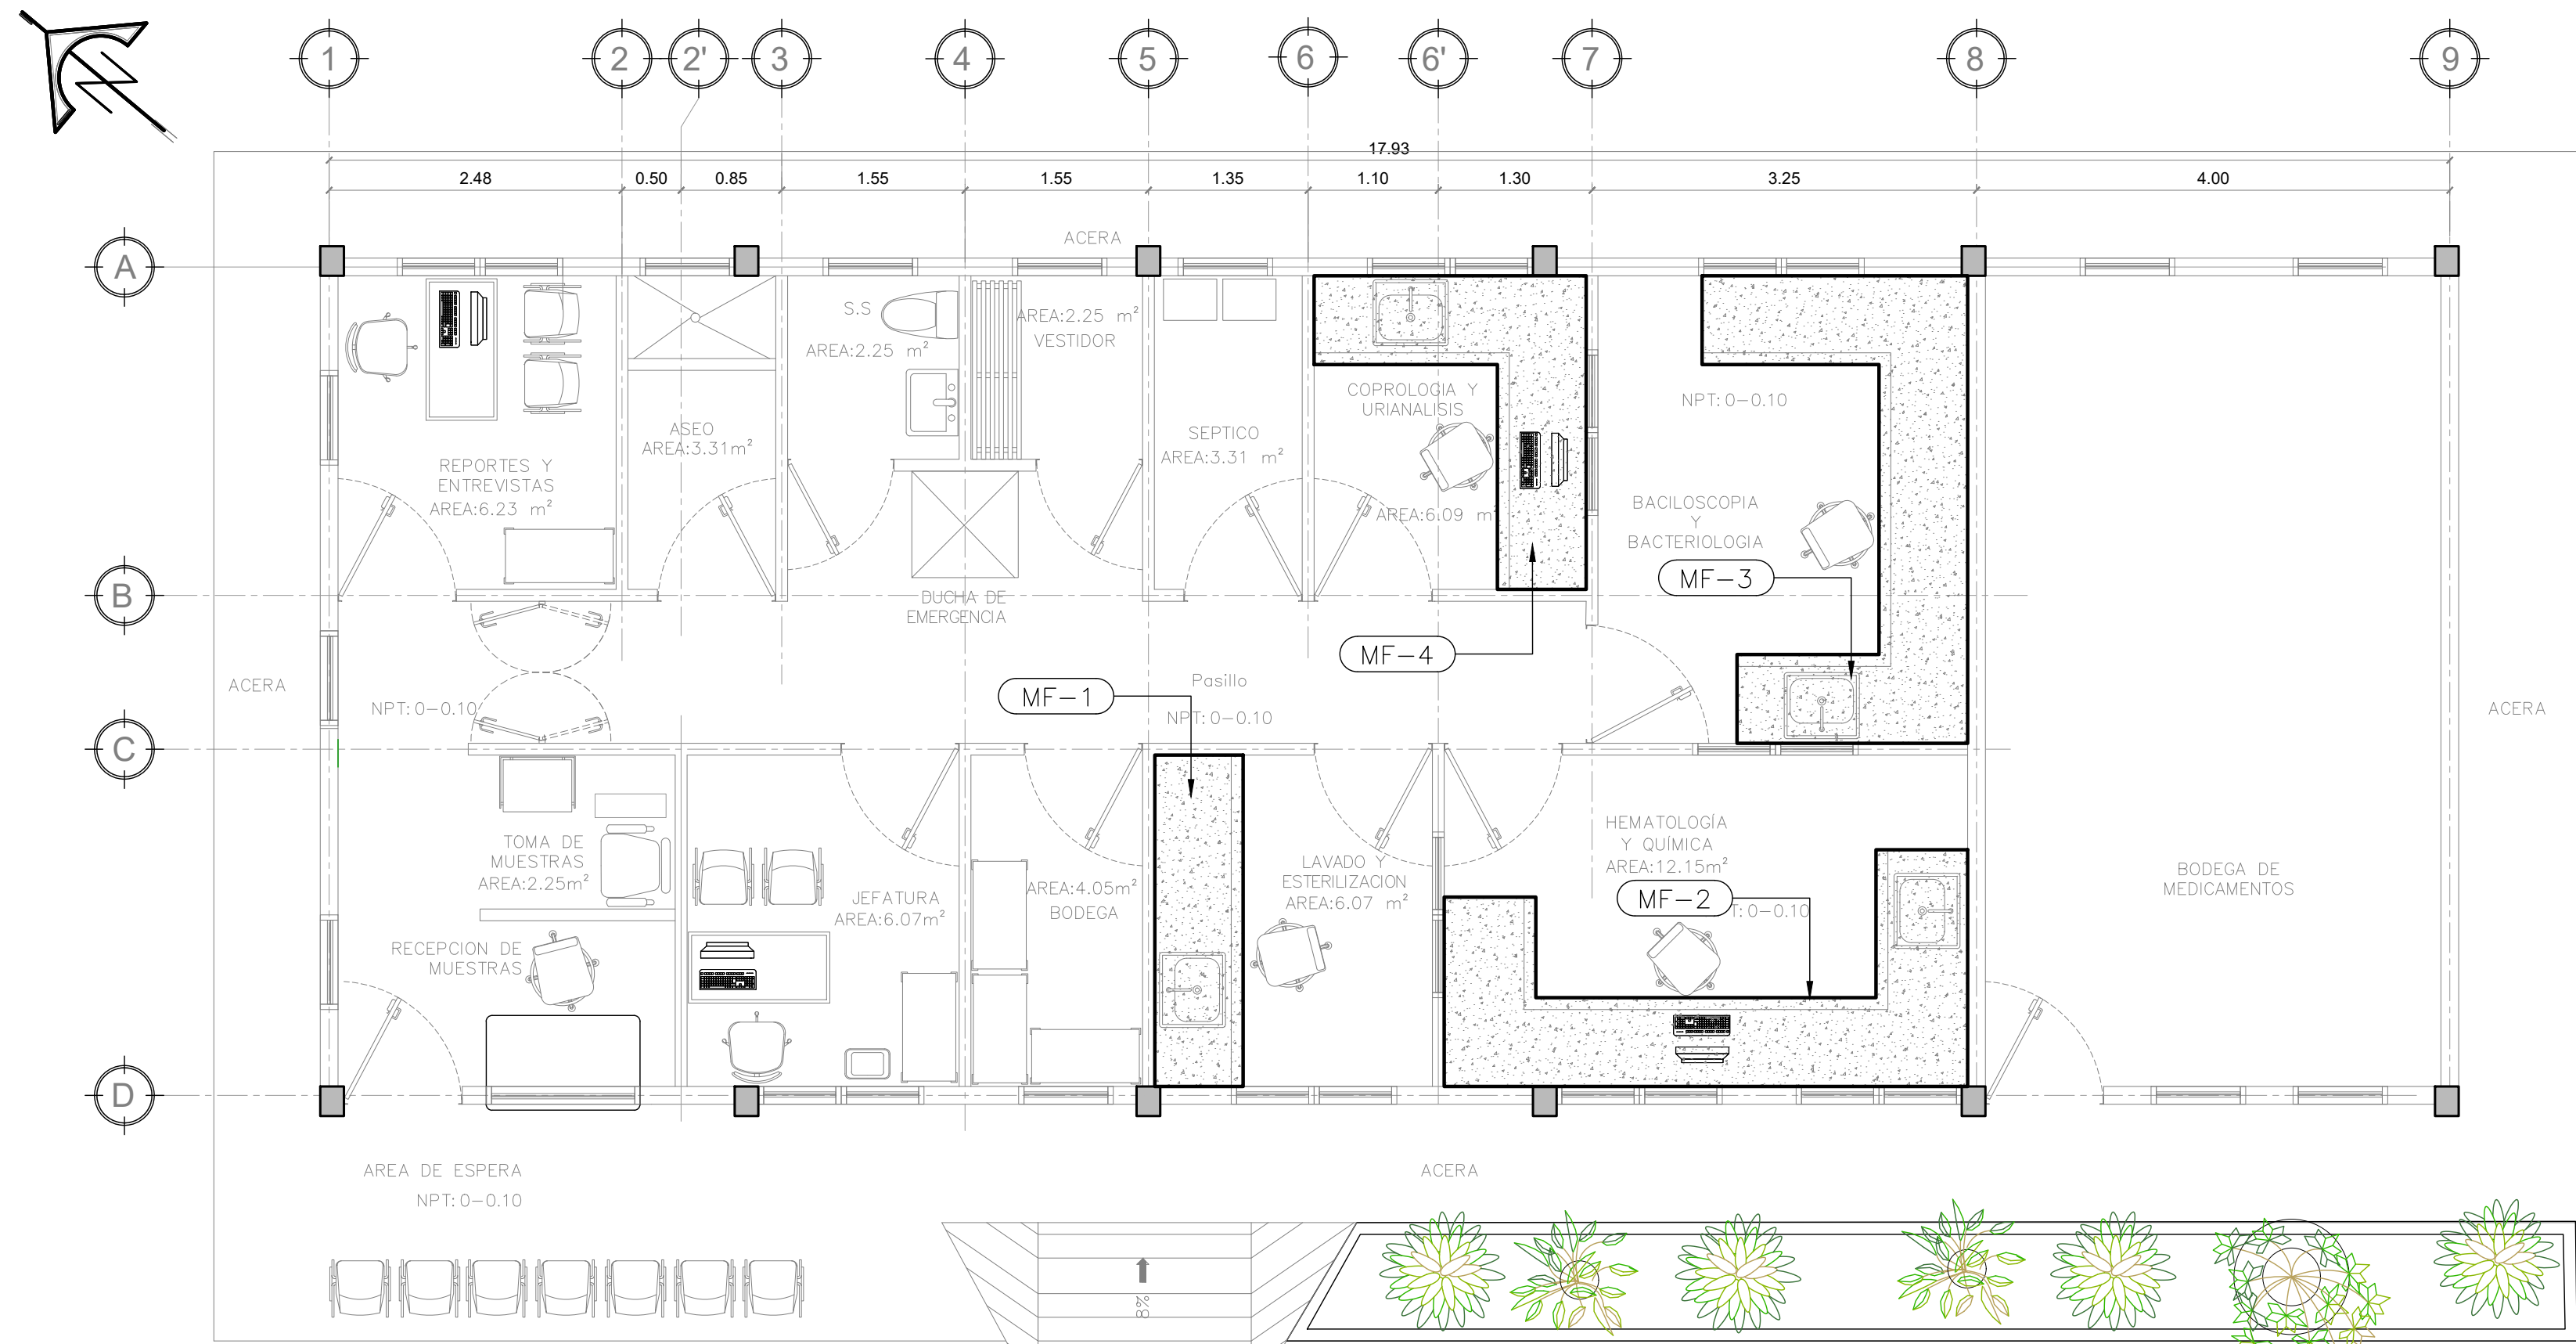 1 2 2' 3 4 5 6 6' 7 8 9
17.93
2.48 0.50 0.85 1.55 1.55 1.35 1.10 1.30 3.25 4.00
ACERA
A
S.S
AREA:2.25 m²
AREA:2.25 m²
VESTIDOR
COPROLOGIA Y
URIANALISIS
NPT:0-0.10
ASEO
AREA:3.31m²
SEPTICO
AREA:3.31 m²
REPORTES Y
ENTREVISTAS
AREA:6.23 m²
AREA:6.09 m
BACILOSCOPIA
Y
BACTERIOLOGIA
MF-3
B
DUCHA DE
EMERGENCIA
MF-4
ACERA
NPT:0-0.10
MF-1
Pasillo
NPT:0-0.10
ACERA
C
TOMA DE
MUESTRAS
AREA:2.25m²
JEFATURA
AREA:6.07m²
AREA:4.05m²
BODEGA
LAVADO Y
ESTERILIZACION
AREA:6.07 m²
HEMATOLOGÍA
Y QUÍMICA
AREA:12.15m²
MF-2
T:0-0.10
BODEGA DE
MEDICAMENTOS
RECEPCION DE
MUESTRAS
D
AREA DE ESPERA
NPT:0-0.10
ACERA
8%